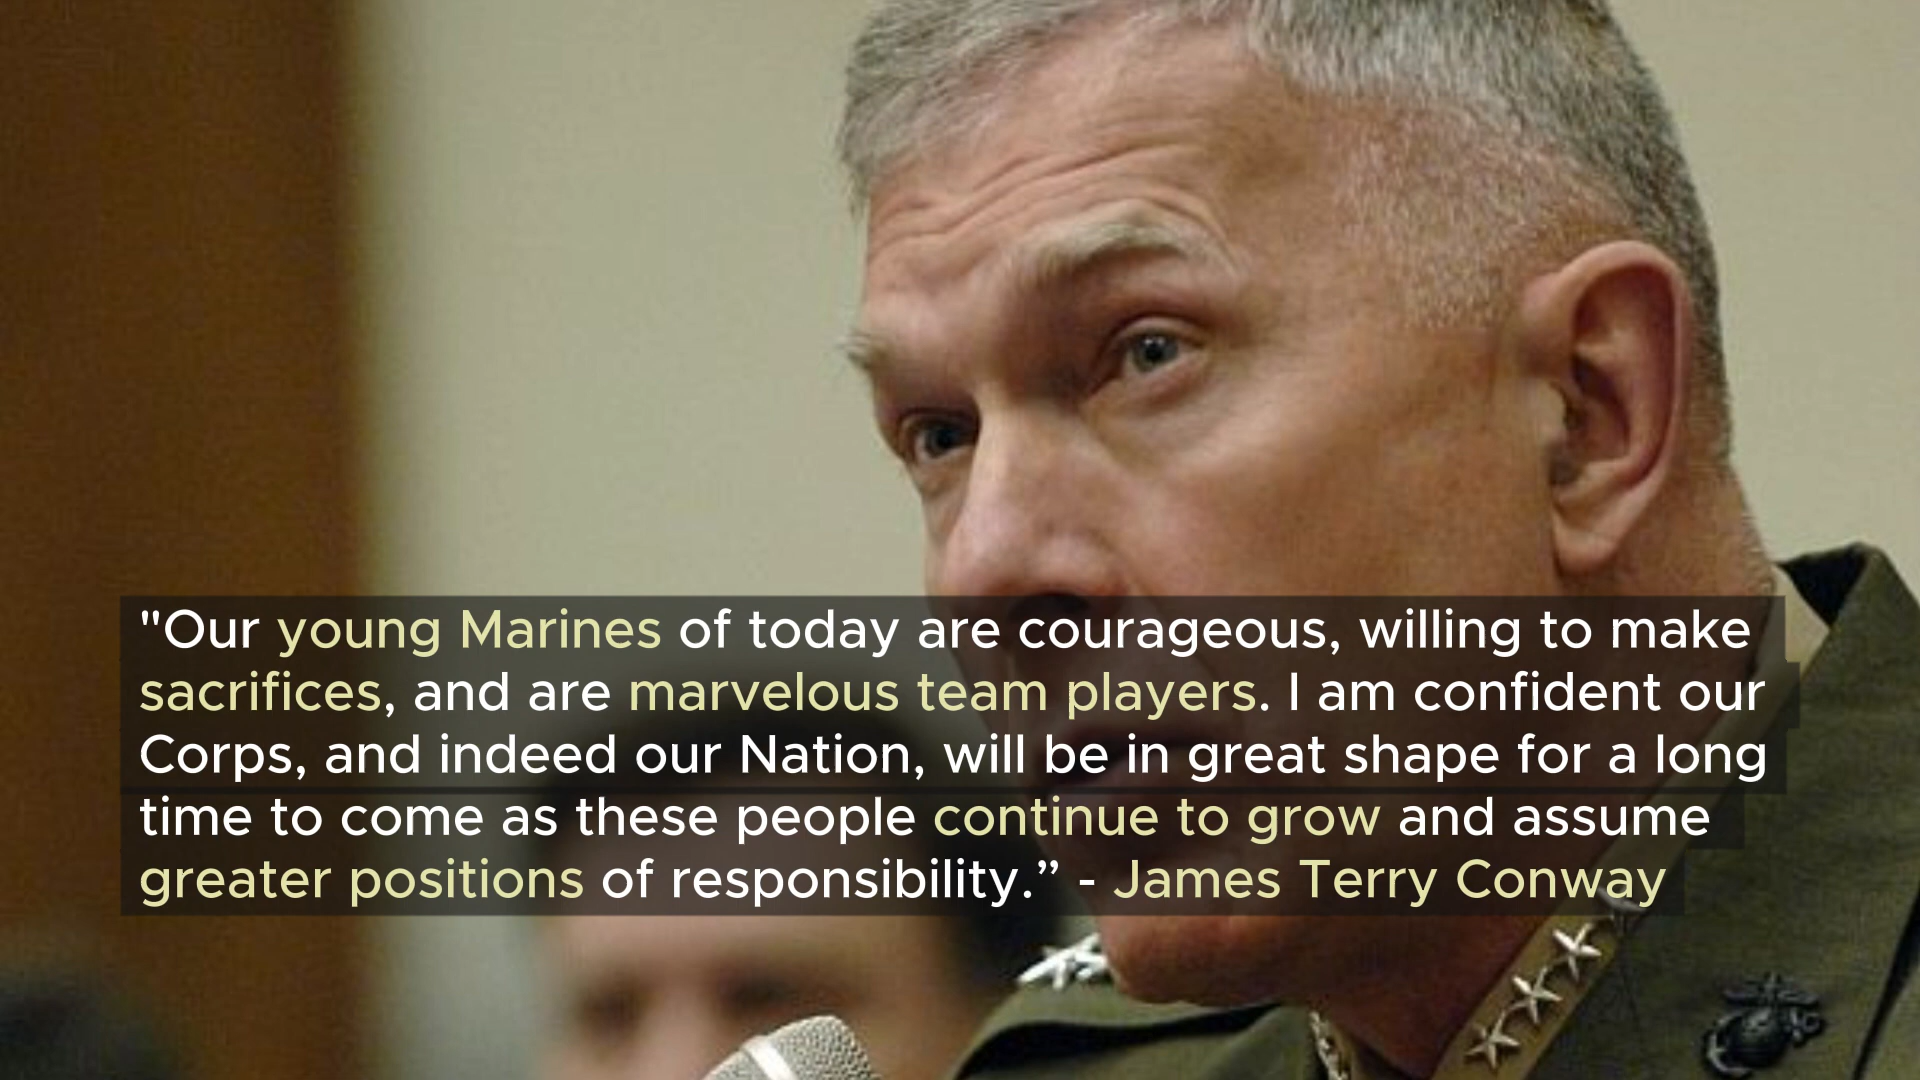 "Our young Marines of today are courageous, willing to make
sacrifices, and are marvelous team players. I am confident our
Corps, and indeed our Nation, will be in great shape for a long
time to come as these people continue to grow and assume
greater positions of responsibility.” - James Terry Conway